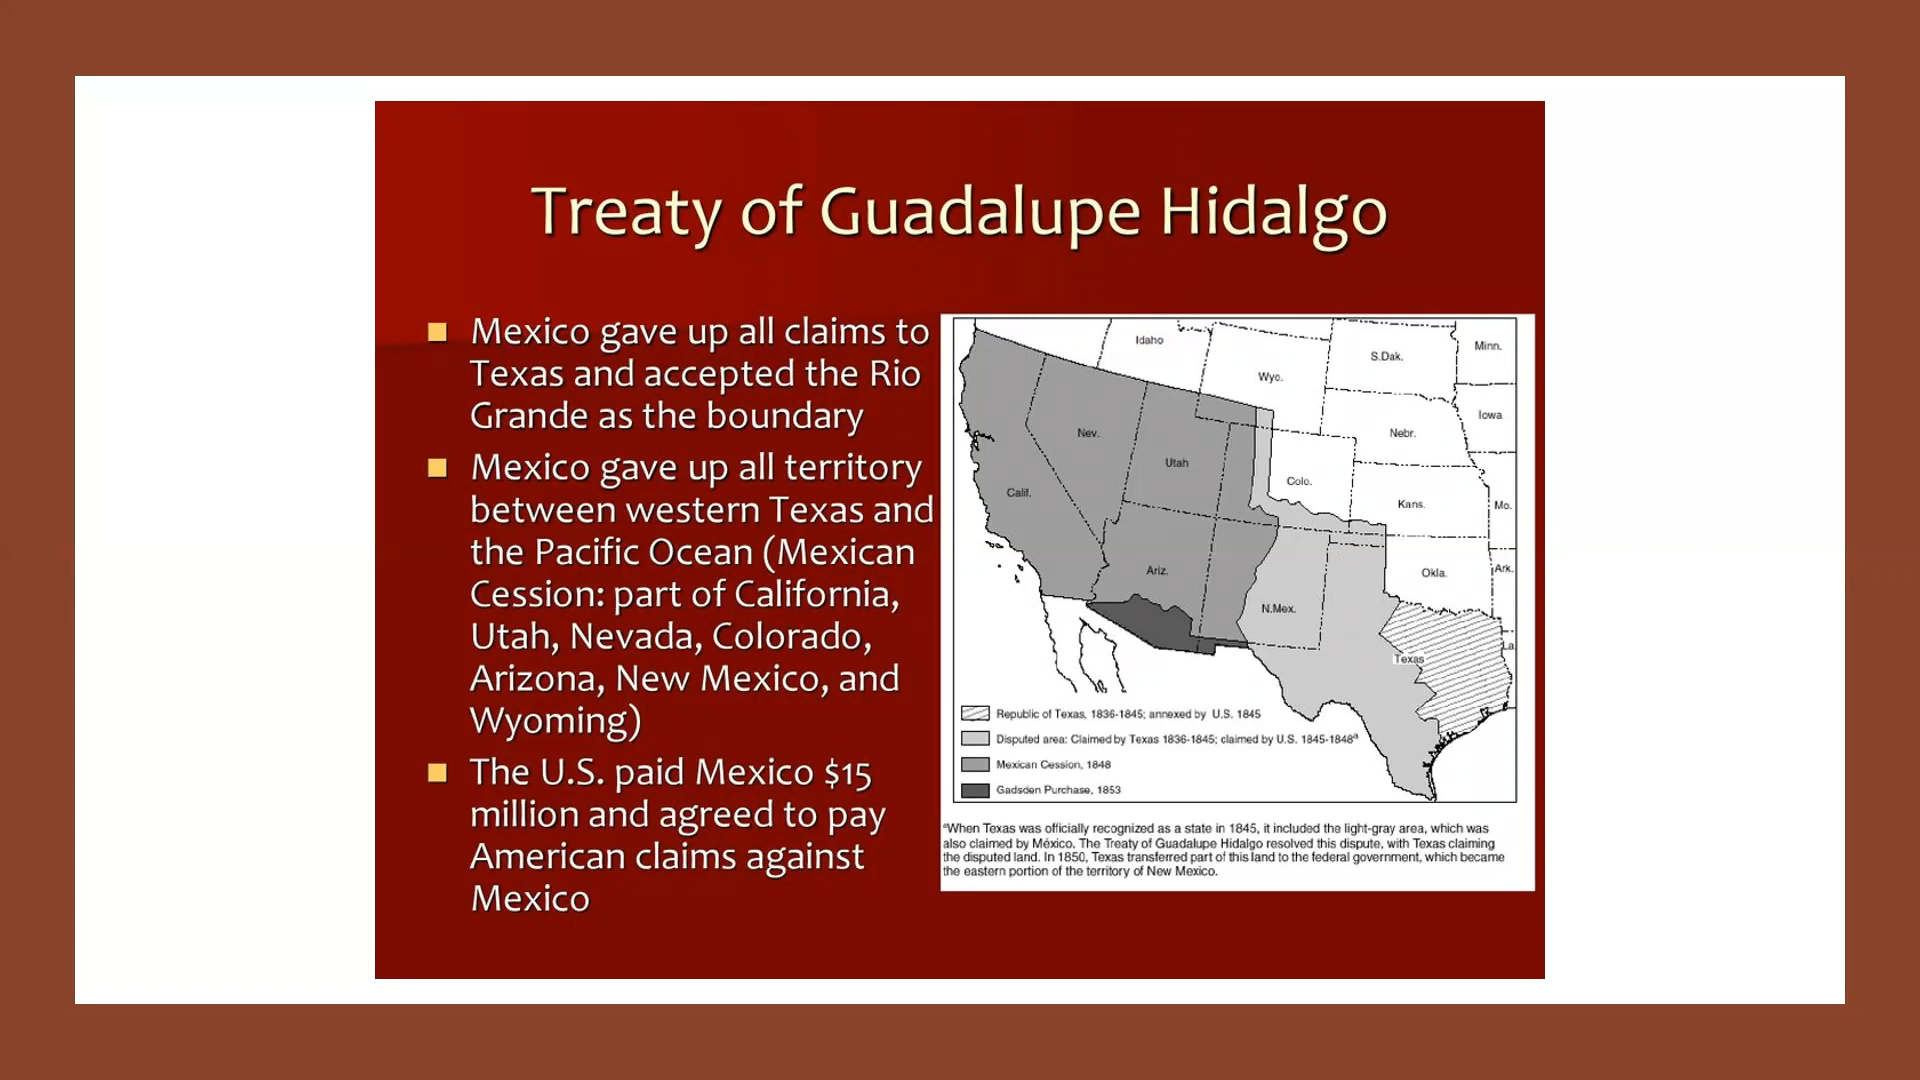 Treaty of Guadalupe Hidalgo
■ Mexico gave up all claims to
Texas and accepted the Rio
Grande as the boundary
■ Mexico gave up all territory
between western Texas and
the Pacific Ocean (Mexican
Cession: part of California,
Utah, Nevada, Colorado,
Arizona, New Mexico, and
Wyoming)
■ The U.S. paid Mexico $15
million and agreed to pay
American claims against
Mexico
Idaho
Minn.
S.Dak.
Wyo.
Iowa
Nev.
Nebr.
Utah
Colo.
Calif.
Kans.
Mo.
Ariz.
Okla.
Ark.
N.Mex.
La.
Texas
Republic of Texas, 1836-1845; annexed by U.S. 1845
Disputed area: Claimed by Texas 1836-1845; claimed by U.S. 1845-1848ª
Mexican Cession, 1848
Gadsden Purchase, 1853
ªWhen Texas was officially recognized as a state in 1845, it included the light-gray area, which was
also claimed by México. The Treaty of Guadalupe Hidalgo resolved this dispute, with Texas claiming
the disputed land. In 1850, Texas transferred part of this land to the federal government, which became
the eastern portion of the territory of New Mexico.